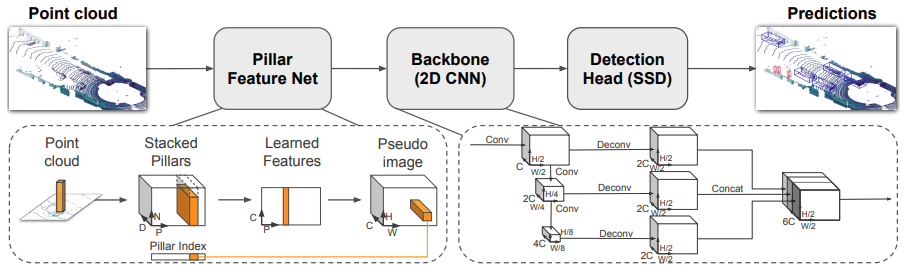 Point cloud
Pillar
Feature Net
Backbone
(2D CNN)
Detection
Head (SSD)
Predictions
Point
cloud
Stacked
Pillars
Learned
Features
Pseudo
image
D
P
N
C
P
C
W
H
Pillar Index
Conv
C
W/2
H/2
Conv
2C
W/4
H/4
Conv
4C
W/8
H/8
Deconv
2C
W/2
H/2
Deconv
2C
W/2
H/2
Deconv
2C
W/2
H/2
Concat
6C
W/2
H/2